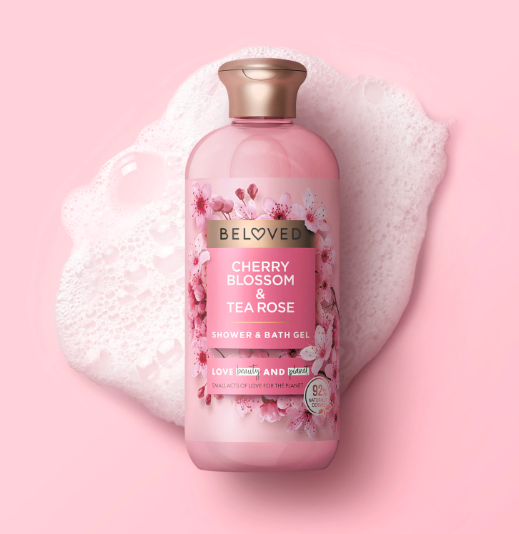 BELOVED
CHERRY
BLOSSOM
&
TEA ROSE
SHOWER & BATH GEL
LOVE beauty AND planet
SMALL ACTS OF LOVE FOR THE PLANET
92%